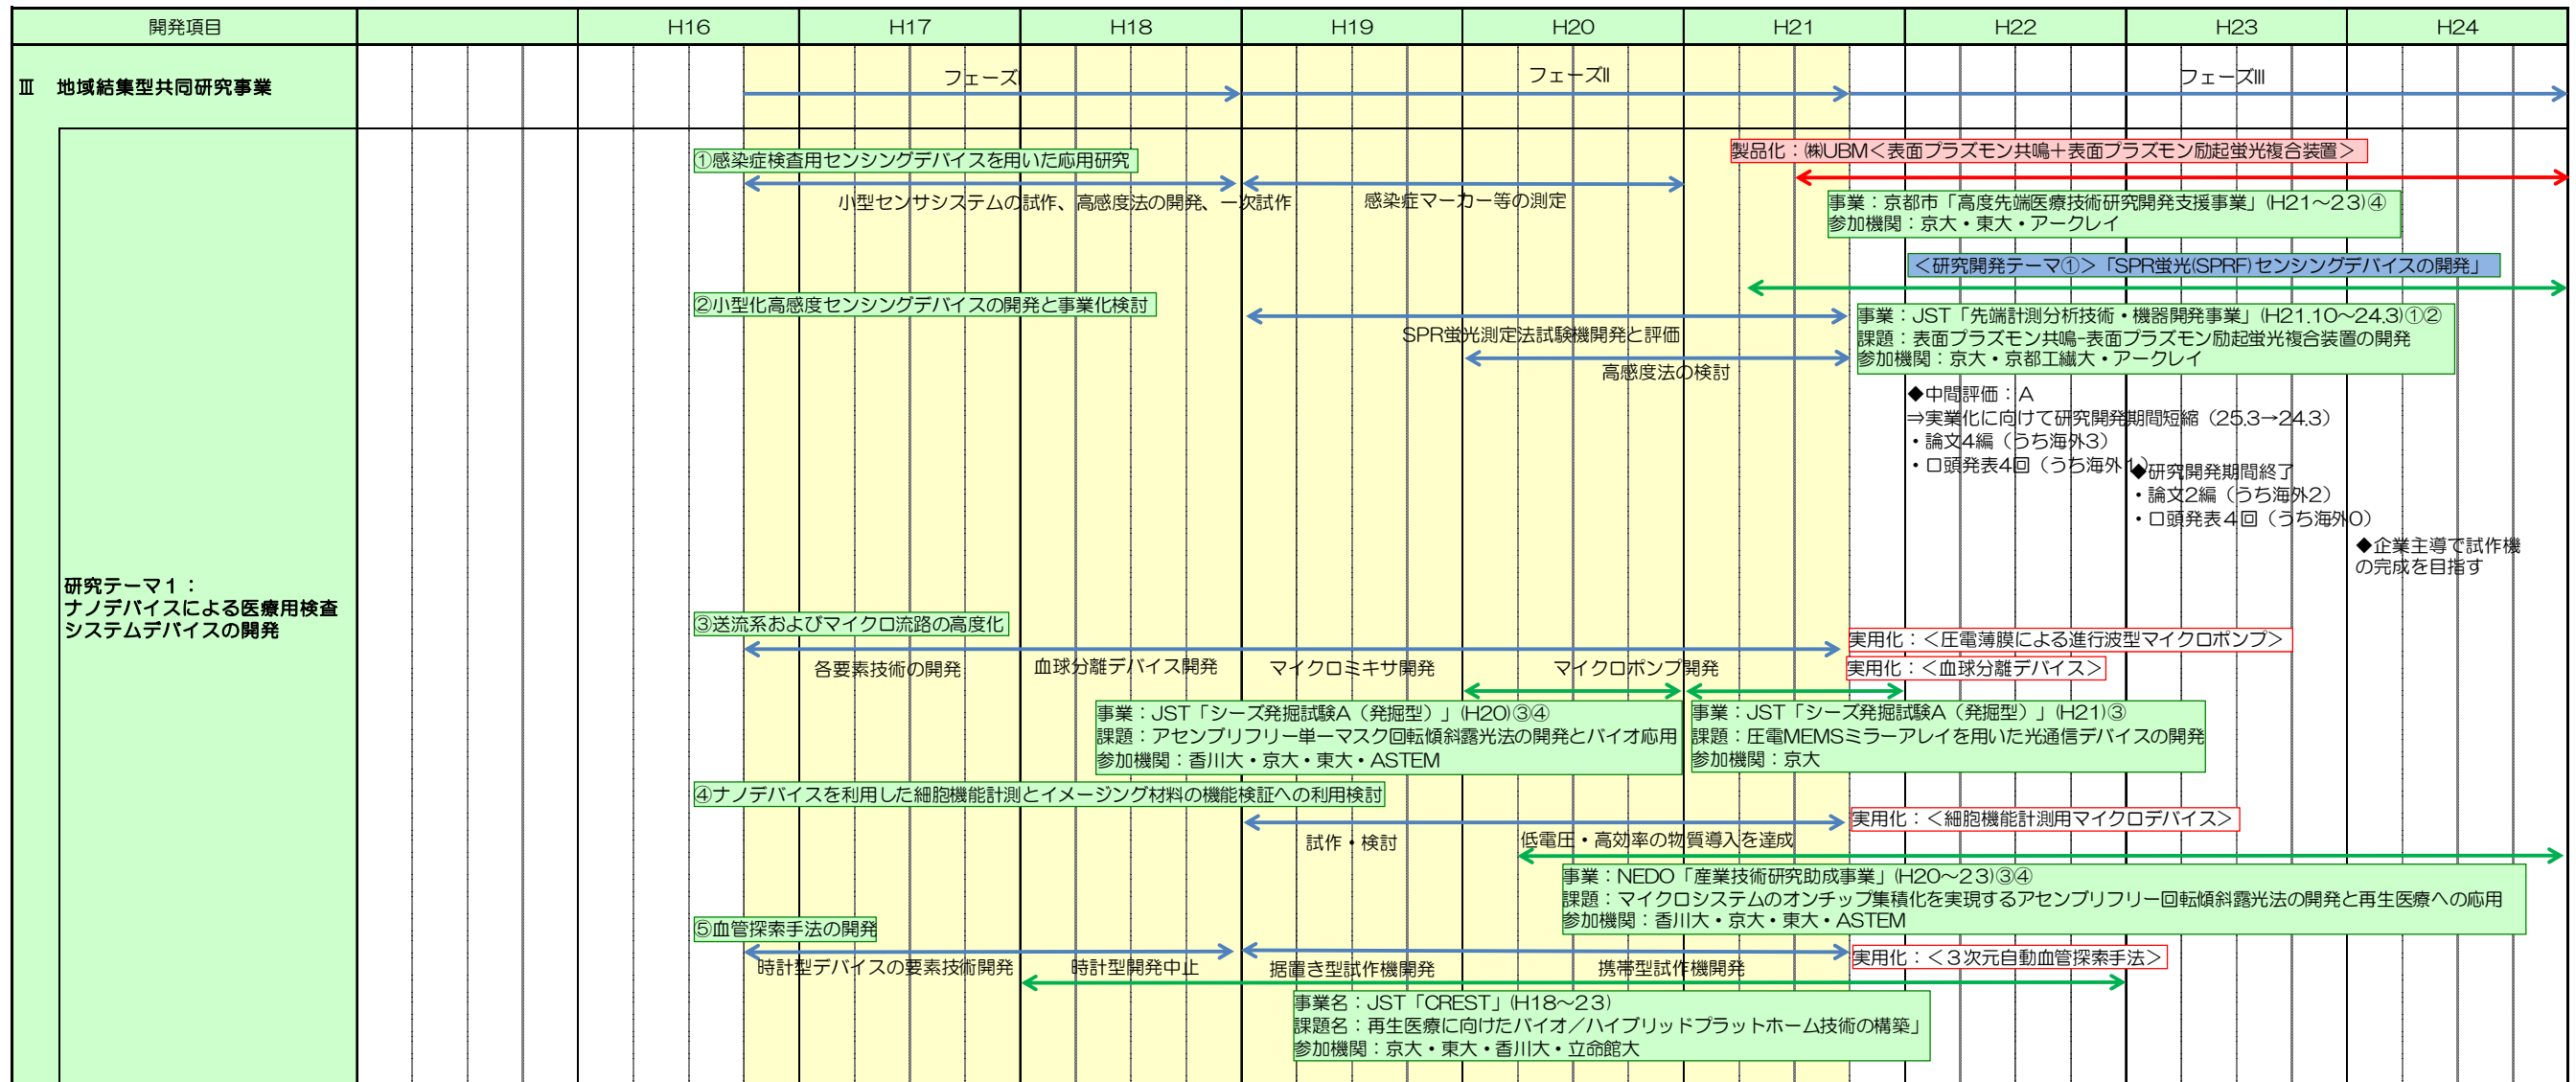 開発項目
H16
H17
H18
H19
H20
H21
H22
H23
H24
Ⅲ 地域結集型共同研究事業
フェーズI
フェーズII
フェーズIII
研究テーマ1：
ナノデバイスによる医療用検査
システムデバイスの開発
①感染症検査用センシングデバイスを用いた応用研究
小型センサシステムの試作、高感度法の開発、一次試作
感染症マーカー等の測定
製品化：㈱UBM＜表面プラズモン共鳴＋表面プラズモン励起蛍光複合装置＞
事業：京都市「高度先端医療技術研究開発支援事業」(H21～23)④
参加機関：京大・東大・アークレイ
＜研究開発テーマ①＞「SPR蛍光(SPRF)センシングデバイスの開発」
②小型化高感度センシングデバイスの開発と事業化検討
SPR蛍光測定法試験機開発と評価
高感度法の検討
事業：JST「先端計測分析技術・機器開発事業」(H21.10～24.3)①②
課題：表面プラズモン共鳴-表面プラズモン励起蛍光複合装置の開発
参加機関：京大・京都工繊大・アークレイ
◆中間評価：A
⇒実業化に向けて研究開発期間短縮（25.3→24.3）
・論文4編（うち海外3）
・口頭発表4回（うち海外1）
◆研究開発期間終了
・論文2編（うち海外2）
・口頭発表４回（うち海外0）
◆企業主導で試作機
の完成を目指す
③送流系およびマイクロ流路の高度化
各要素技術の開発
血球分離デバイス開発
マイクロミキサ開発
マイクロポンプ開発
実用化：＜圧電薄膜による進行波型マイクロポンプ＞
実用化：＜血球分離デバイス＞
事業：JST「シーズ発掘試験A（発掘型）」(H20)③④
課題：アセンブリフリー単一マスク回転傾斜露光法の開発とバイオ応用
参加機関：香川大・京大・東大・ASTEM
事業：JST「シーズ発掘試験A（発掘型）」(H21)③
課題：圧電MEMSミラーアレイを用いた光通信デバイスの開発
参加機関：京大
④ナノデバイスを利用した細胞機能計測とイメージング材料の機能検証への利用検討
試作・検討
低電圧・高効率の物質導入を達成
実用化：＜細胞機能計測用マイクロデバイス＞
事業：NEDO「産業技術研究助成事業」(H20～23)③④
課題：マイクロシステムのオンチップ集積化を実現するアセンブリフリー回転傾斜露光法の開発と再生医療への応用
参加機関：香川大・京大・東大・ASTEM
⑤血管探索手法の開発
時計型デバイスの要素技術開発
時計型開発中止
据置き型試作機開発
携帯型試作機開発
実用化：＜３次元自動血管探索手法＞
事業名：JST「CREST」(H18～23)
課題名：再生医療に向けたバイオ／ハイブリッドプラットホーム技術の構築」
参加機関：京大・東大・香川大・立命館大